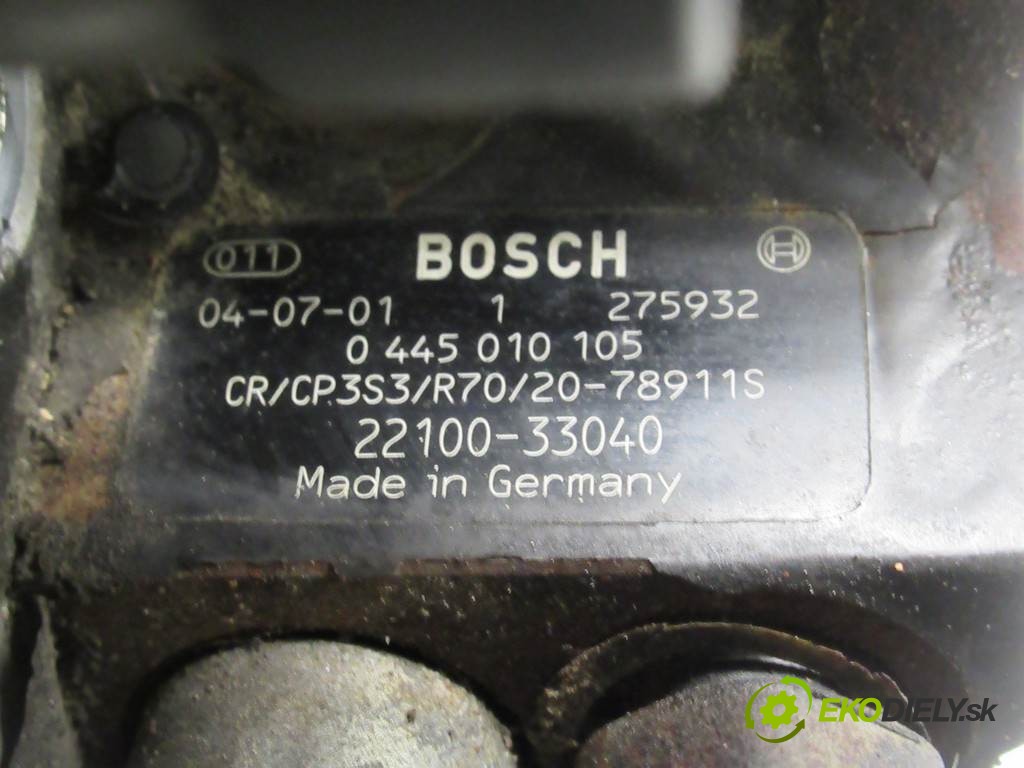 011 BOSCH
04-07-01 1 275932
0 445 010 105
CR/CP3S3/R70/20-78911S
22100-33040
Made in Germany
EKODIELY.sk